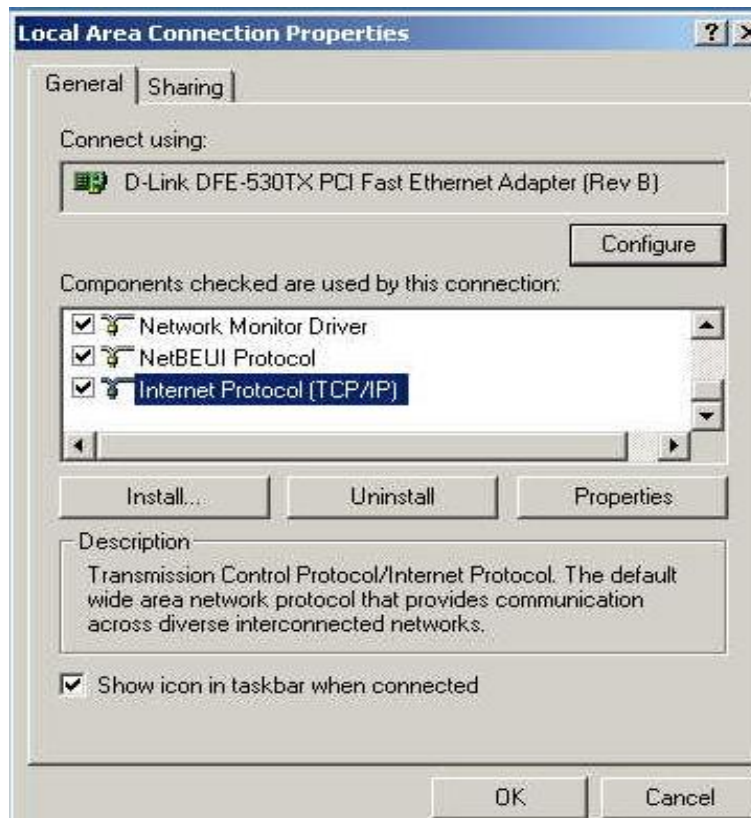 Local Area Connection Properties
General Sharing
Connect using:
D-Link DFE-530TX PCI Fast Ethernet Adapter (Rev B)
Configure
Components checked are used by this connection:
Network Monitor Driver
NetBEUI Protocol
Internet Protocol (TCP/IP)
Install... Uninstall Properties
Description
Transmission Control Protocol/Internet Protocol. The default
wide area network protocol that provides communication
across diverse interconnected networks.
Show icon in taskbar when connected
OK Cancel